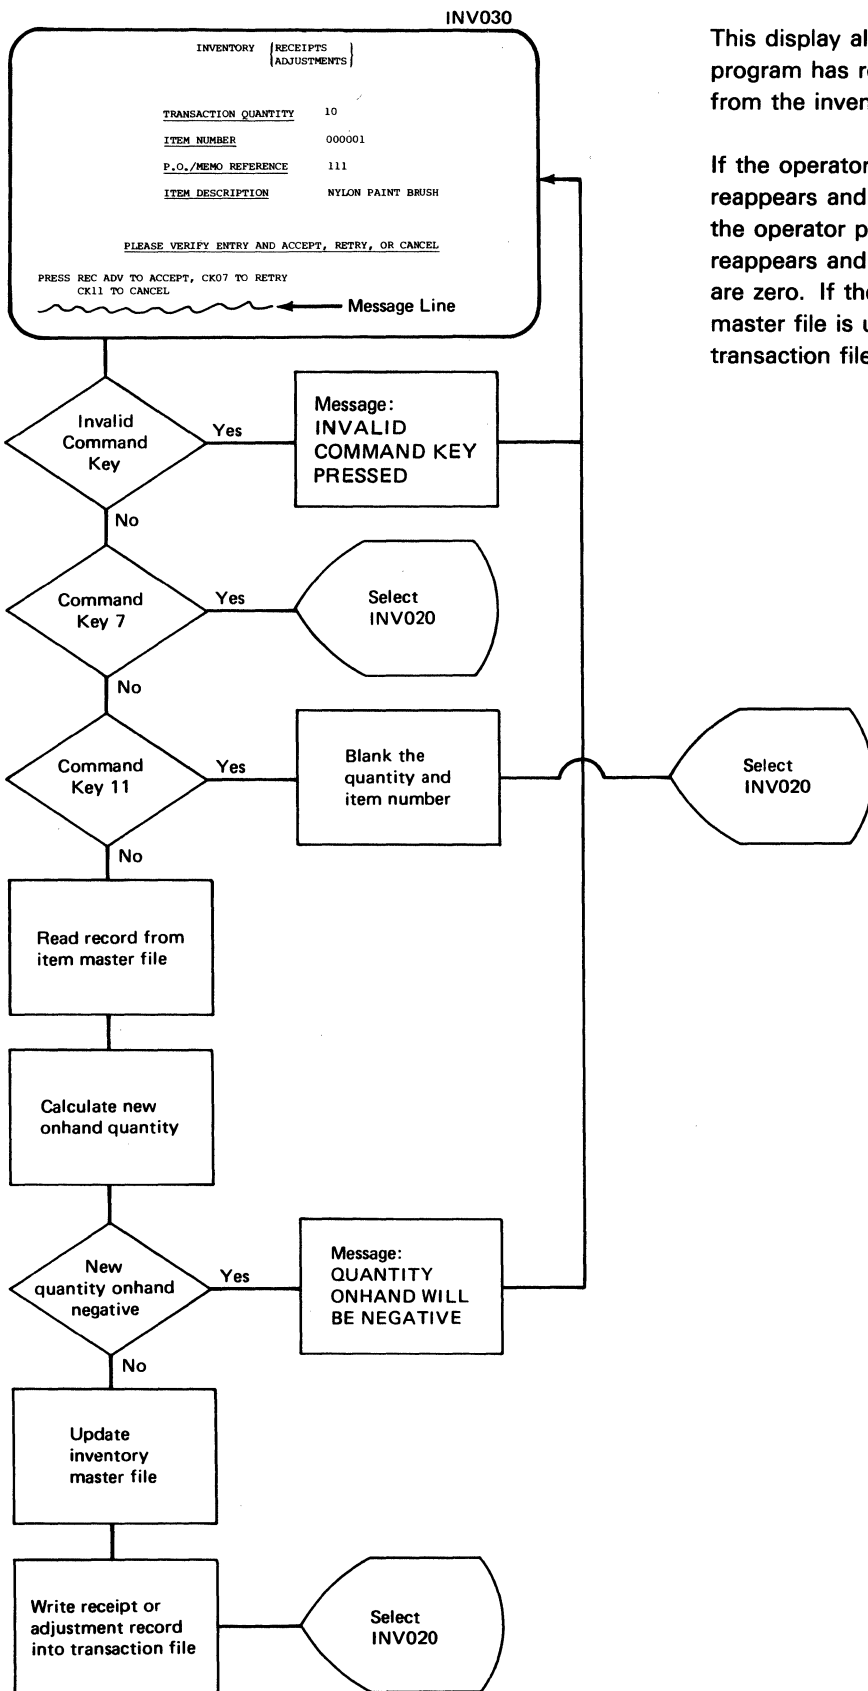 INV030
INVENTORY {RECEIPTS
ADJUSTMENTS}
TRANSACTION QUANTITY 10
ITEM NUMBER 000001
P.O./MEMO REFERENCE 111
ITEM DESCRIPTION NYLON PAINT BRUSH
PLEASE VERIFY ENTRY AND ACCEPT, RETRY, OR CANCEL
PRESS REC ADV TO ACCEPT, CK07 TO RETRY
CK11 TO CANCEL
Message Line
This display al
program has r
from the inven
If the operator
reappears and
the operator p
reappears and
are zero. If the
master file is u
transaction file
Invalid
Command
Key
Yes
Message:
INVALID
COMMAND KEY
PRESSED
No
Command
Key 7
Yes
Select
INV020
No
Command
Key 11
Yes
Blank the
quantity and
item number
Select
INV020
No
Read record from
item master file
Calculate new
onhand quantity
New
quantity onhand
negative
Yes
Message:
QUANTITY
ONHAND WILL
BE NEGATIVE
No
Update
inventory
master file
Write receipt or
adjustment record
into transaction file
Select
INV020